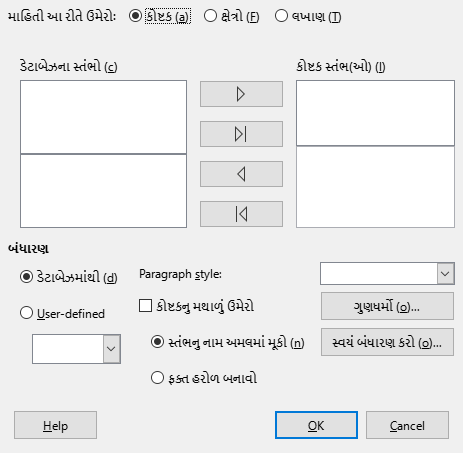 માહિતી આ રીતે ઉમેરોઃ કોષ્ટક (a) ક્ષેત્રો (F) લખાણ (T)
ડેટાબેઝના સ્તંભો (c) કોષ્ટક સ્તંભ(ઓ) (l)
બંધારણ
ડેટાબેઝમાંથી (d) Paragraph style:
કોષ્ટકનુ મથાળું ઉમેરો ગુણધર્મો (o)...
User-defined
સ્તંભનુ નામ અમલમાં મૂકો (n) સ્વયં બંધારણ કરો (o)...
ફક્ત હરોળ બનાવો
Help OK Cancel